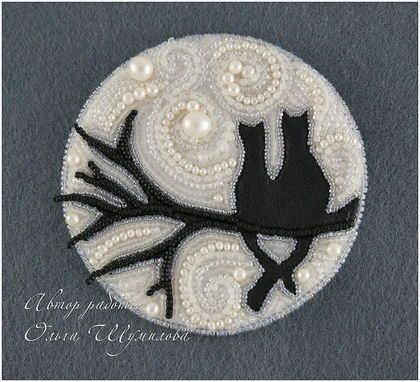 Автор работы
Ольга Шумилова